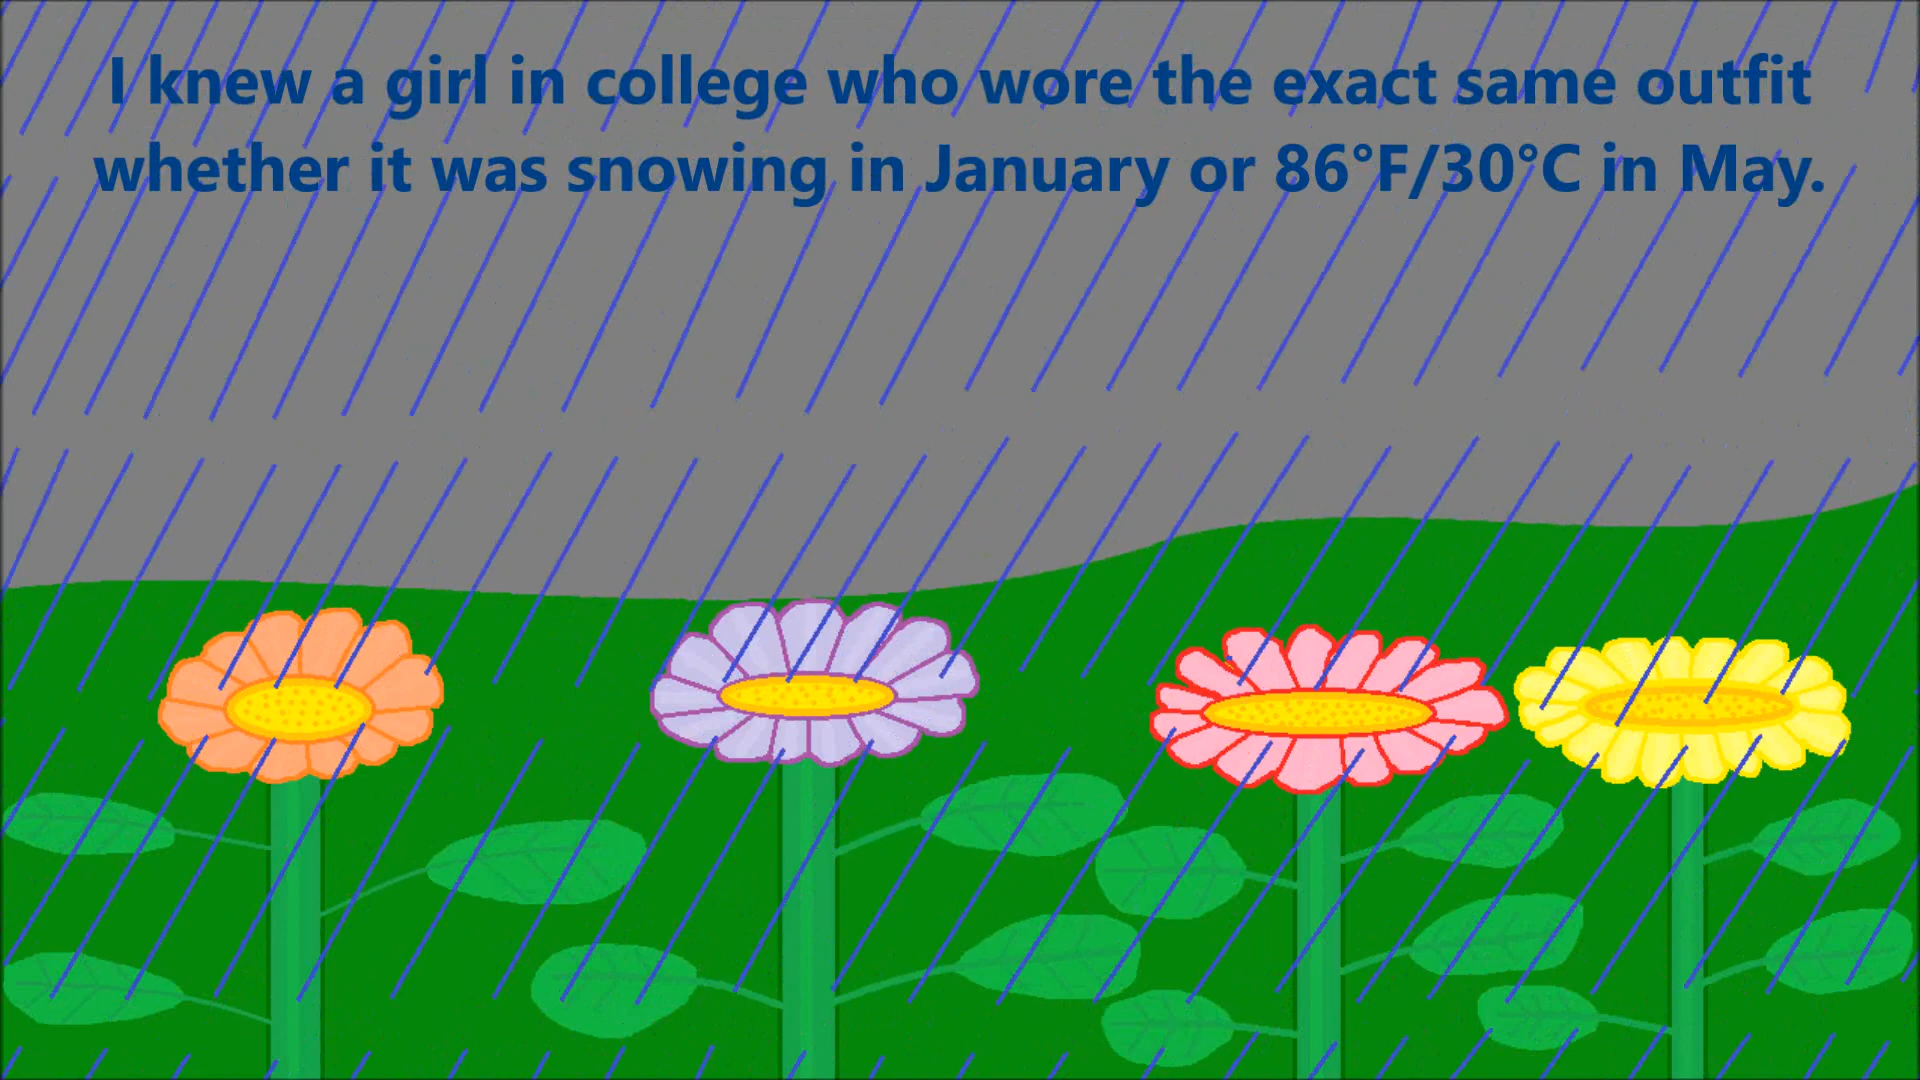 I knew a girl in college who wore the exact same outfit
whether it was snowing in January or 86°F/30°C in May.